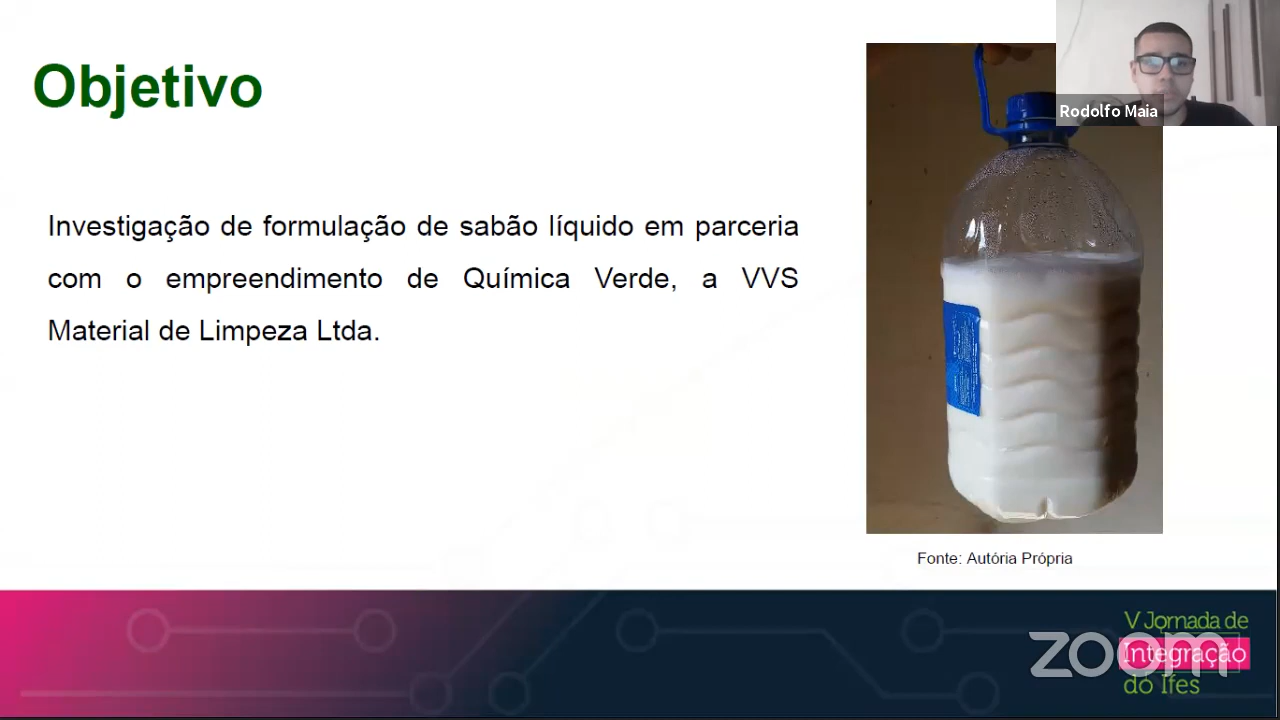 Objetivo
Rodolfo Maia
Investigação de formulação de sabão líquido em parceria
com o empreendimento de Química Verde, a VVS
Material de Limpeza Ltda.
Fonte: Autória Própria
V Jornada de
Integração
do Ifes
zoom